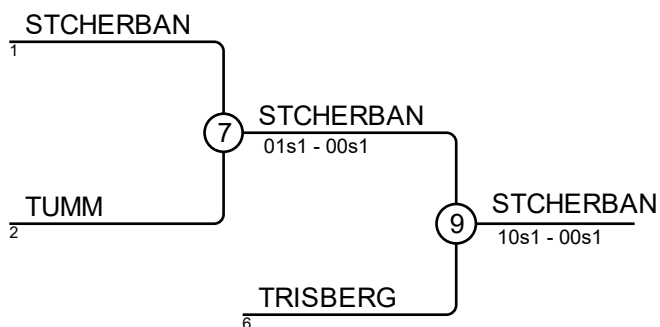 STCHERBAN
1
7
STCHERBAN
01s1 - 00s1
TUMM
2
9
STCHERBAN
10s1 - 00s1
TRISBERG
6